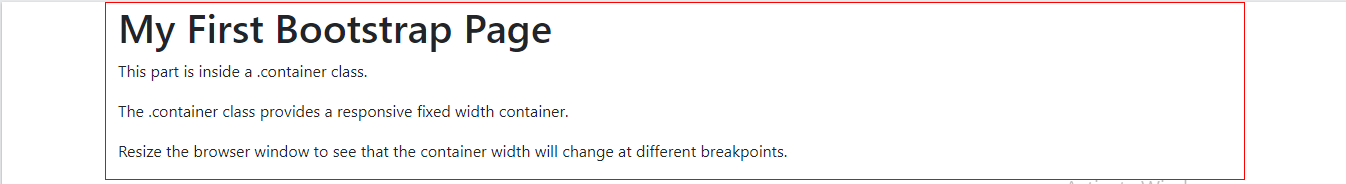 My First Bootstrap Page
This part is inside a .container class.
The .container class provides a responsive fixed width container.
Resize the browser window to see that the container width will change at different breakpoints.